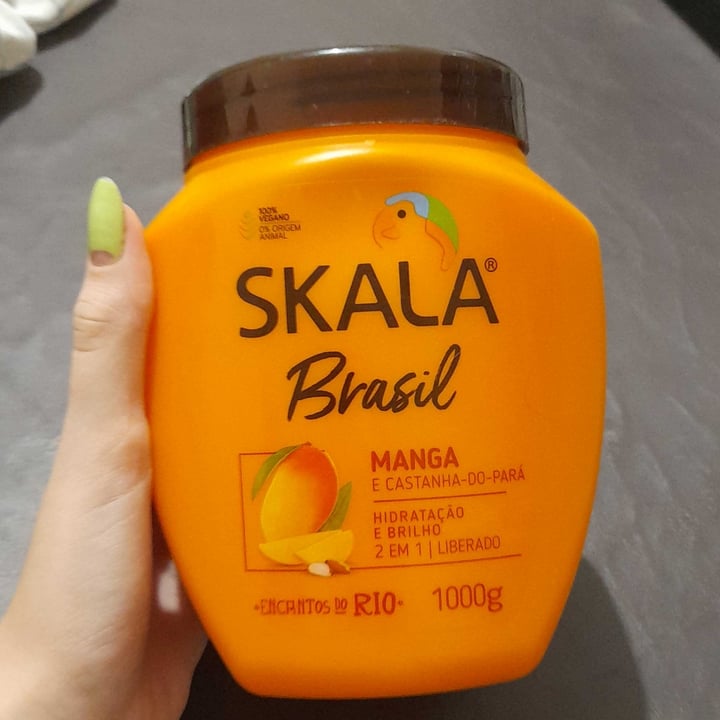 100%
VEGANO
0% ORIGEM
ANIMAL
SKALA®
Brasil
MANGA
E CASTANHA-DO-PARÁ
HIDRATAÇÃO
E BRILHO
2 EM 1 | LIBERADO
•ENCANTOS DO RIO•
1000g